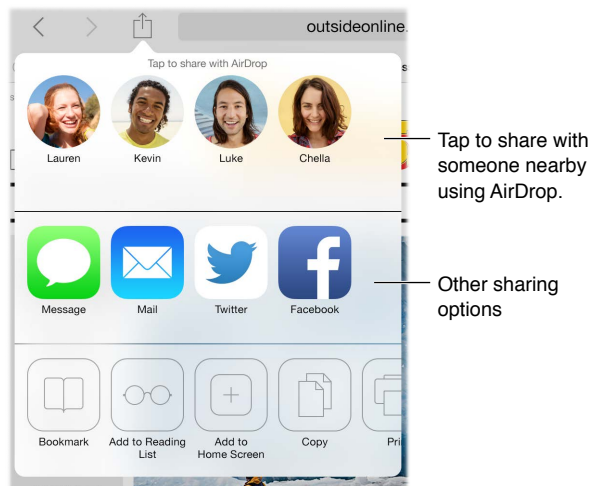 outsideonline.
Tap to share with AirDrop
s
s
Lauren
Kevin
Luke
Chella
Tap to share with
someone nearby
using AirDrop.
Message
Mail
Twitter
Facebook
Other sharing
options
Bookmark
Add to Reading
List
Add to
Home Screen
Copy
Pri